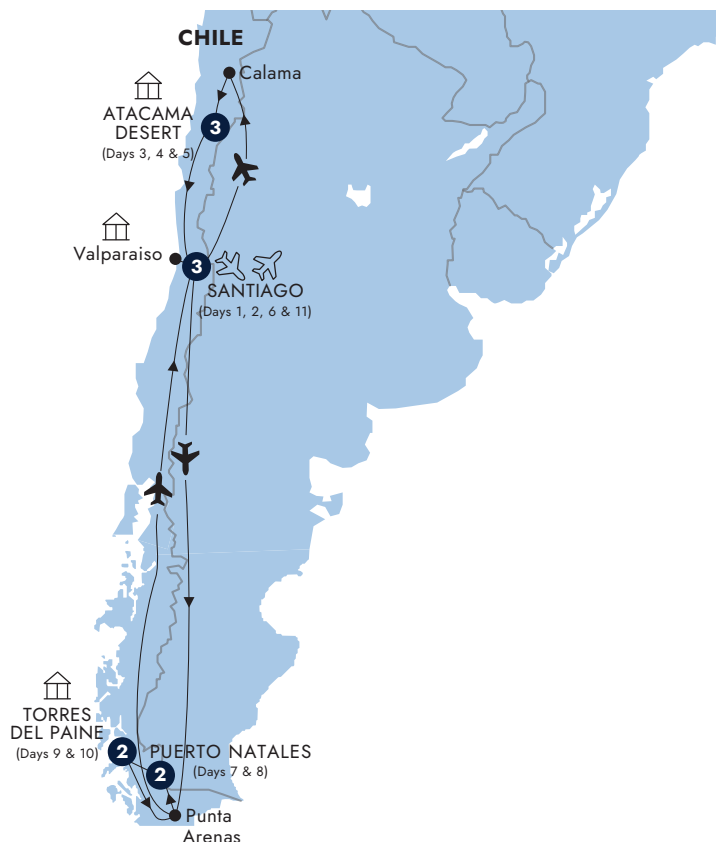 CHILE
Calama
ATACAMA
DESERT
3
(Days 3, 4 & 5)
Valparaiso
3
SANTIAGO
(Days 1, 2, 6 & 11)
TORRES
DEL PAINE
(Days 9 & 10)
2
PUERTO NATALES
(Days 7 & 8)
2
Punta
Arenas